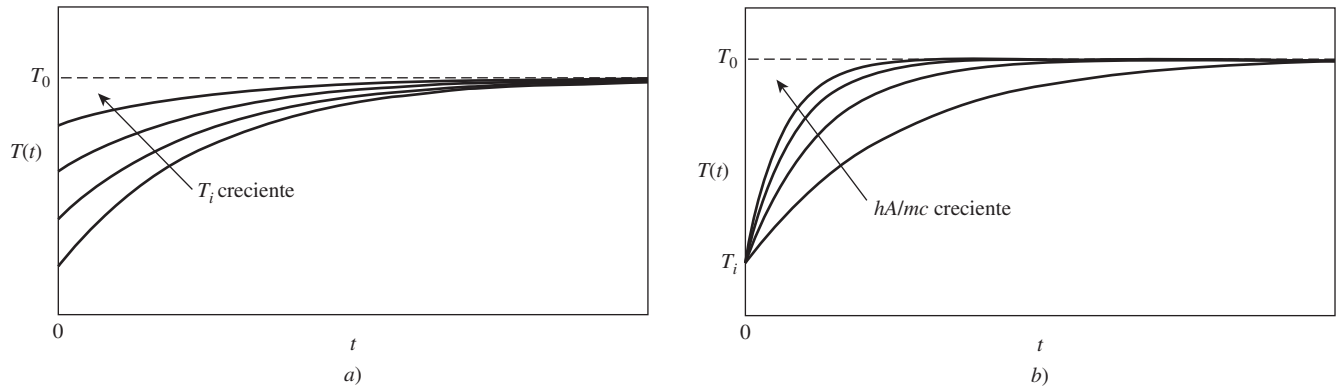 T₀
T(t)
Tᵢ creciente
0
t
a)
T₀
T(t)
hA/mc creciente
Tᵢ
0
t
b)